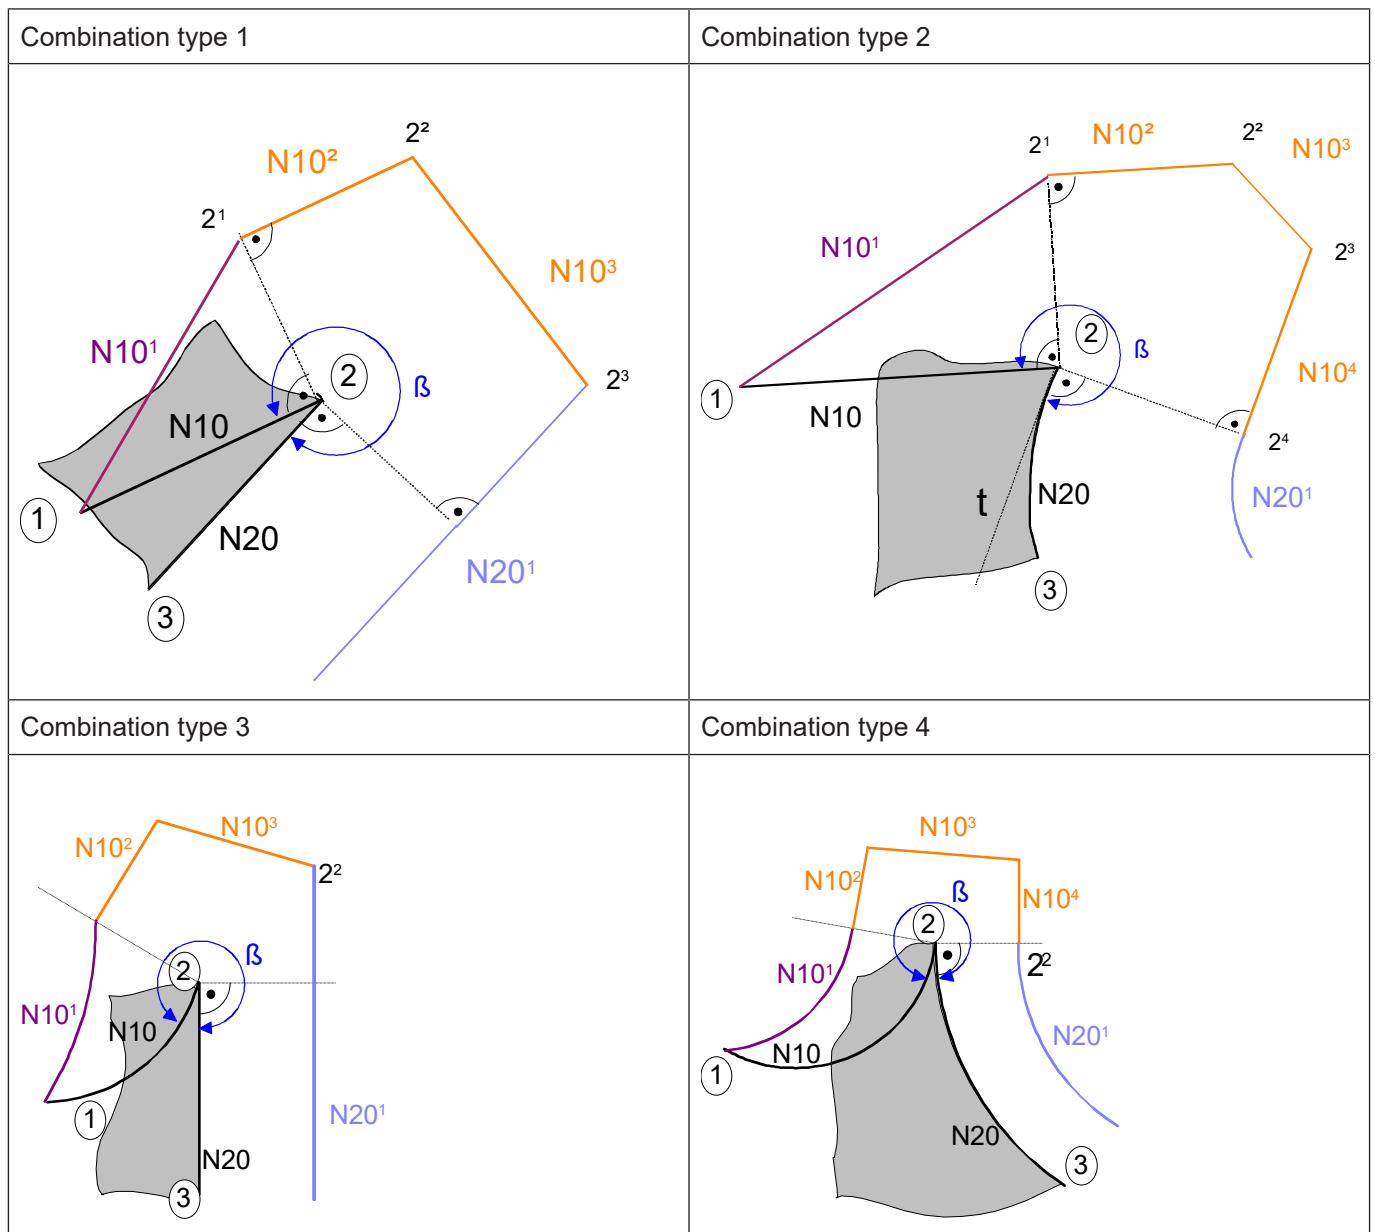 Combination type 1
Combination type 2
2²
N10²
2¹
N10³
N10¹
2
ß
2³
N10
1
N20
N20¹
3
2¹
N10²
2²
N10³
N10¹
2³
2
ß
1
N10
N10⁴
2⁴
t
N20
N20¹
3
Combination type 3
Combination type 4
N10³
N10²
2²
ß
2
N10¹
N10
1
N20¹
N20
3
N10³
N10²
ß
N10⁴
2
N10¹
2²
N20¹
N10
1
N20
3